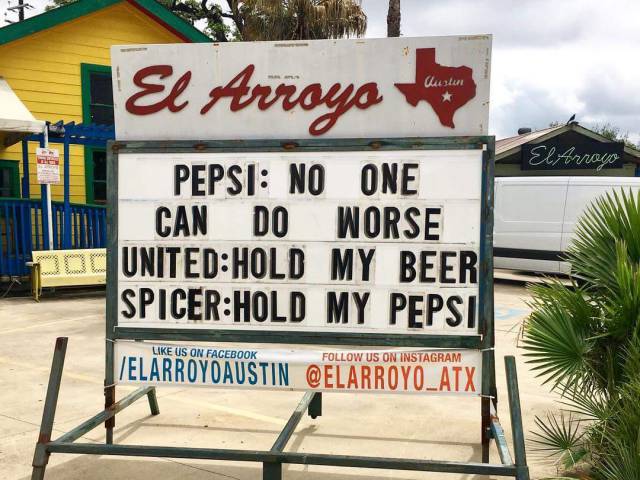 El Arroyo
Austin
El Arroyo
PEPSI: NO ONE
CAN DO WORSE
UNITED:HOLD MY BEER
SPICER:HOLD MY PEPSI
LIKE US ON FACEBOOK
/ELARROYOAUSTIN
FOLLOW US ON INSTAGRAM
@ELARROYO_ATX